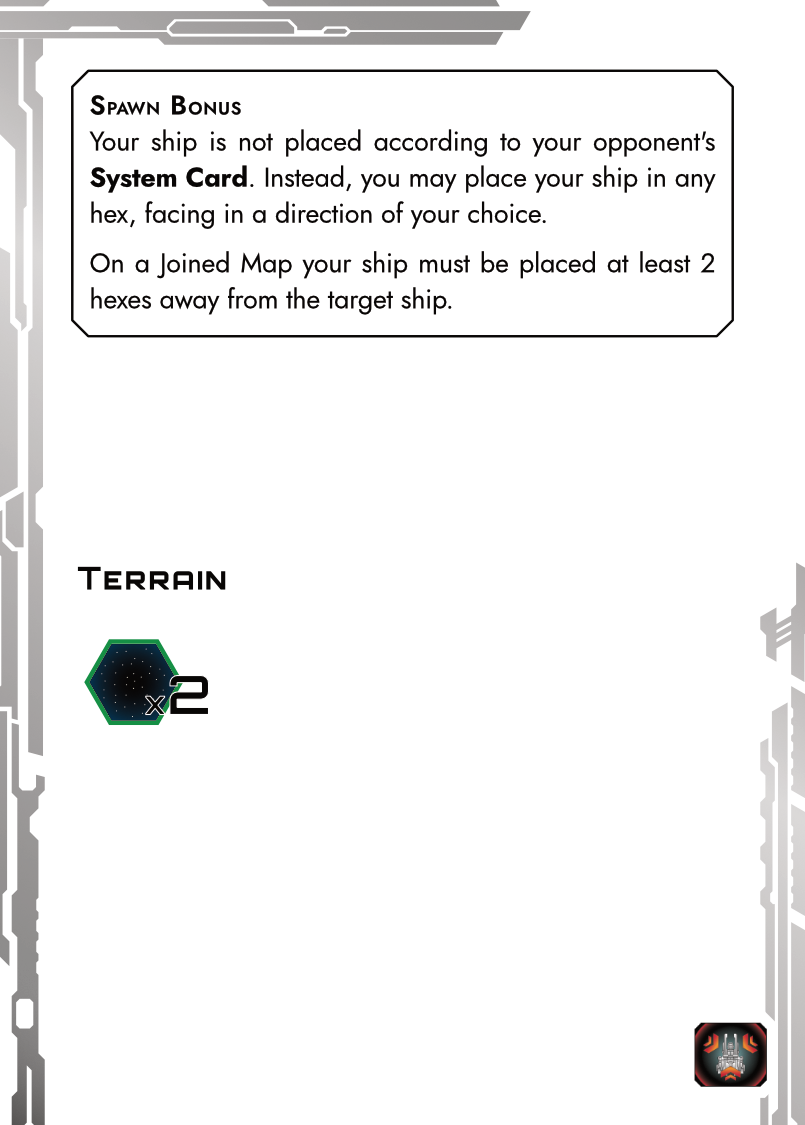 Spawn Bonus
Your ship is not placed according to your opponent's
System Card. Instead, you may place your ship in any
hex, facing in a direction of your choice.
On a Joined Map your ship must be placed at least 2
hexes away from the target ship.
Terrain
x2